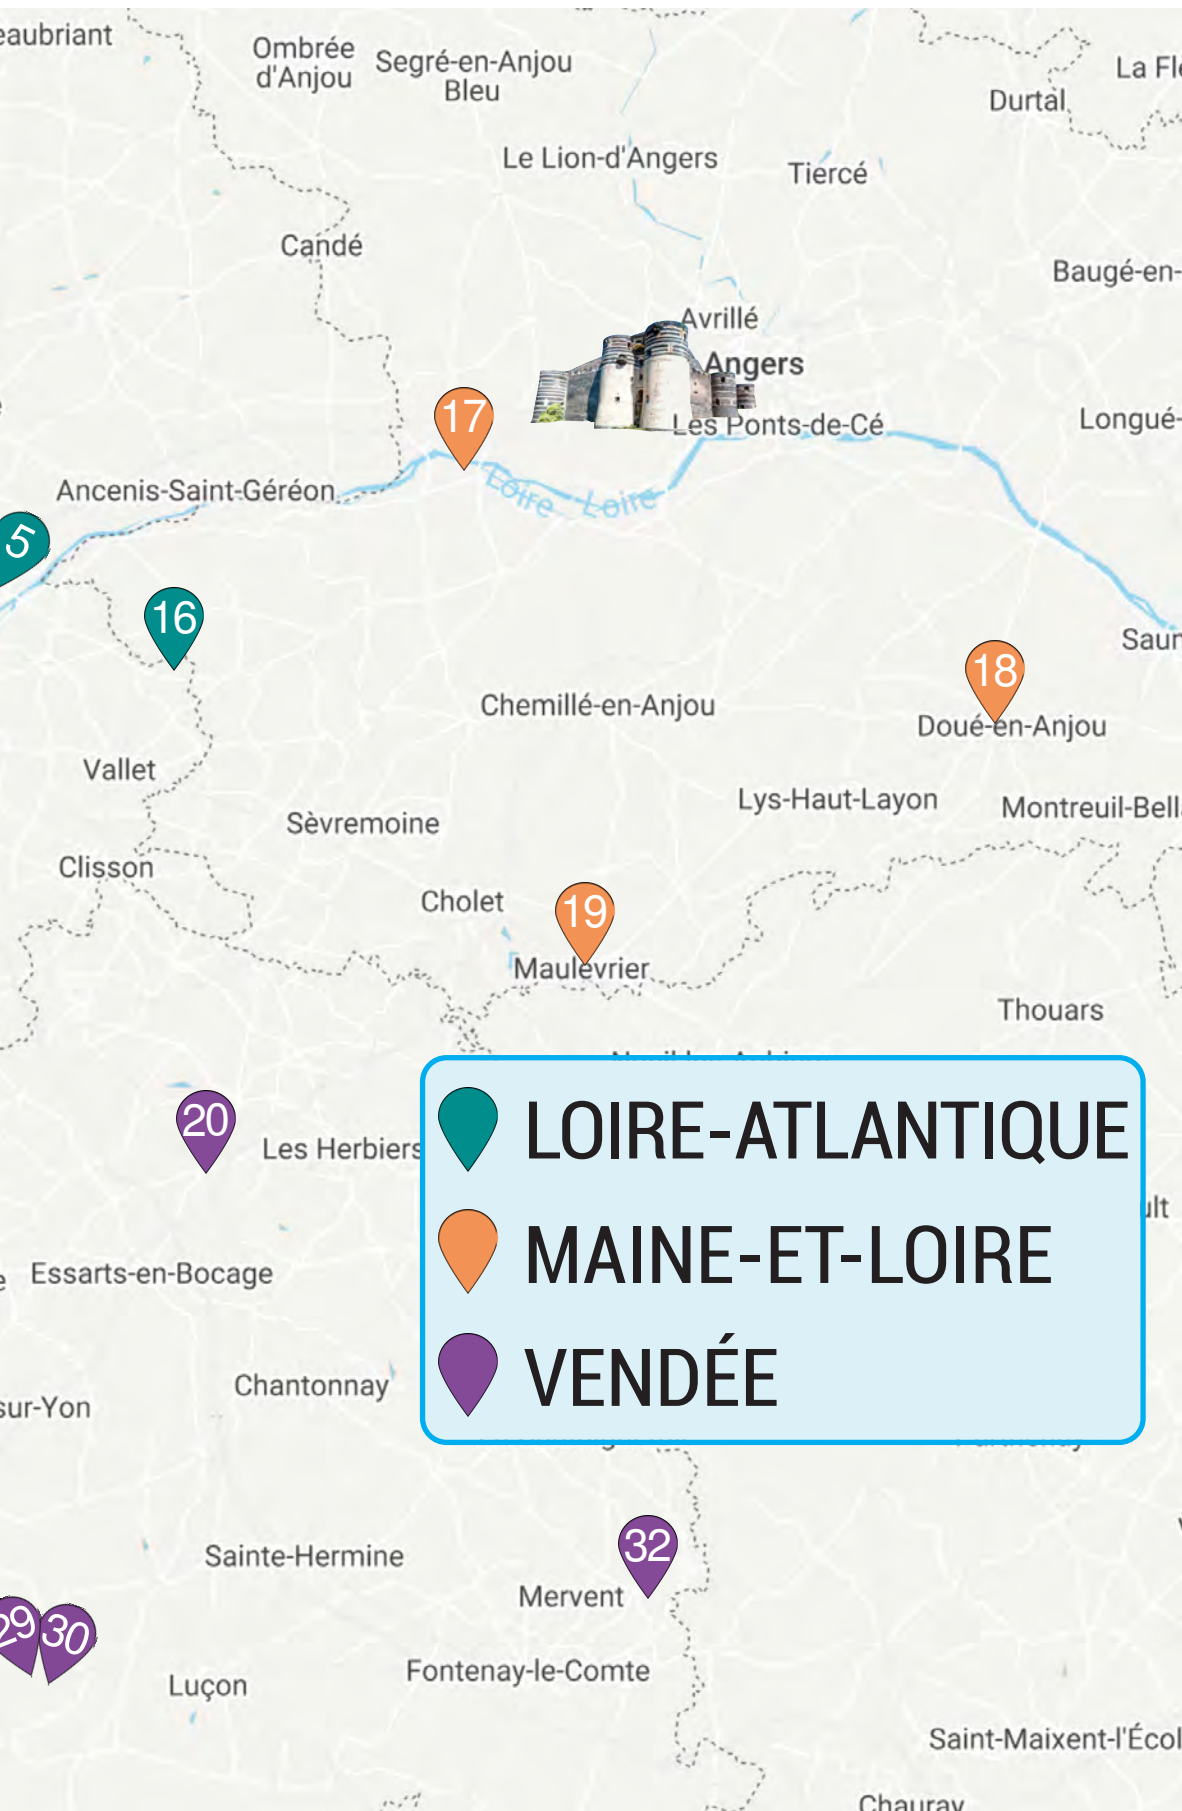 eaubriant
Ombrée
d'Anjou
Segré-en-Anjou
Bleu
La Flè
Durtal
Le Lion-d'Angers
Tiercé
Candé
Baugé-en-
Avrillé
Angers
17
Les Ponts-de-Cé
Longué-
Ancenis-Saint-Géréon
Loire
Loire
5
16
Saum
18
Chemillé-en-Anjou
Doué-en-Anjou
Vallet
Lys-Haut-Layon
Montreuil-Bell
Sèvremoine
Clisson
Cholet
19
Maulévrier
Thouars
20
Les Herbiers
LOIRE-ATLANTIQUE
MAINE-ET-LOIRE
VENDÉE
ult
Essarts-en-Bocage
Chantonnay
sur-Yon
Sainte-Hermine
32
Mervent
29
30
Fontenay-le-Comte
Luçon
Saint-Maixent-l'Écol
Chauray